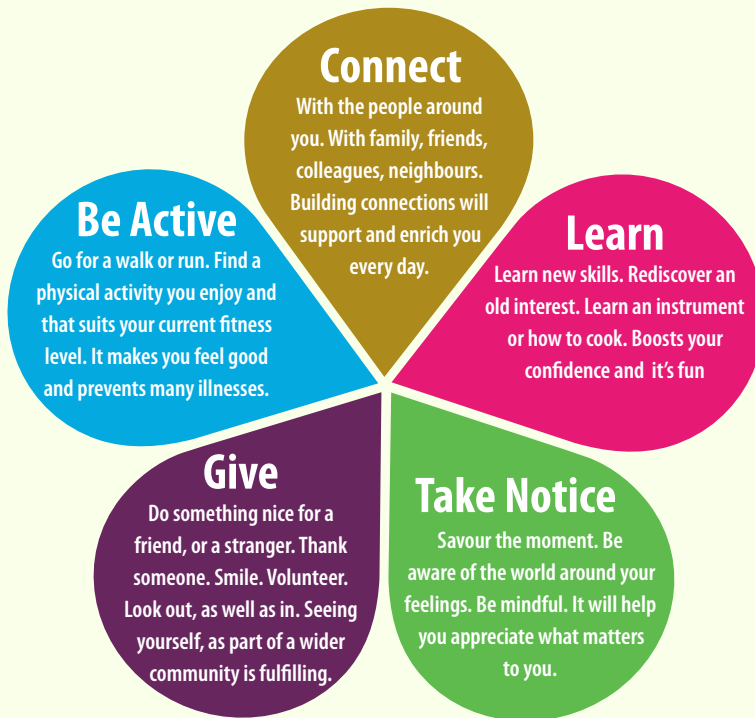 Connect
With the people around
you. With family, friends,
colleagues, neighbours.
Building connections will
support and enrich you
every day.
Be Active
Go for a walk or run. Find a
physical activity you enjoy and
that suits your current fitness
level. It makes you feel good
and prevents many illnesses.
Learn
Learn new skills. Rediscover an
old interest. Learn an instrument
or how to cook. Boosts your
confidence and it's fun
Give
Do something nice for a
friend, or a stranger. Thank
someone. Smile. Volunteer.
Look out, as well as in. Seeing
yourself, as part of a wider
community is fulfilling.
Take Notice
Savour the moment. Be
aware of the world around your
feelings. Be mindful. It will help
you appreciate what matters
to you.